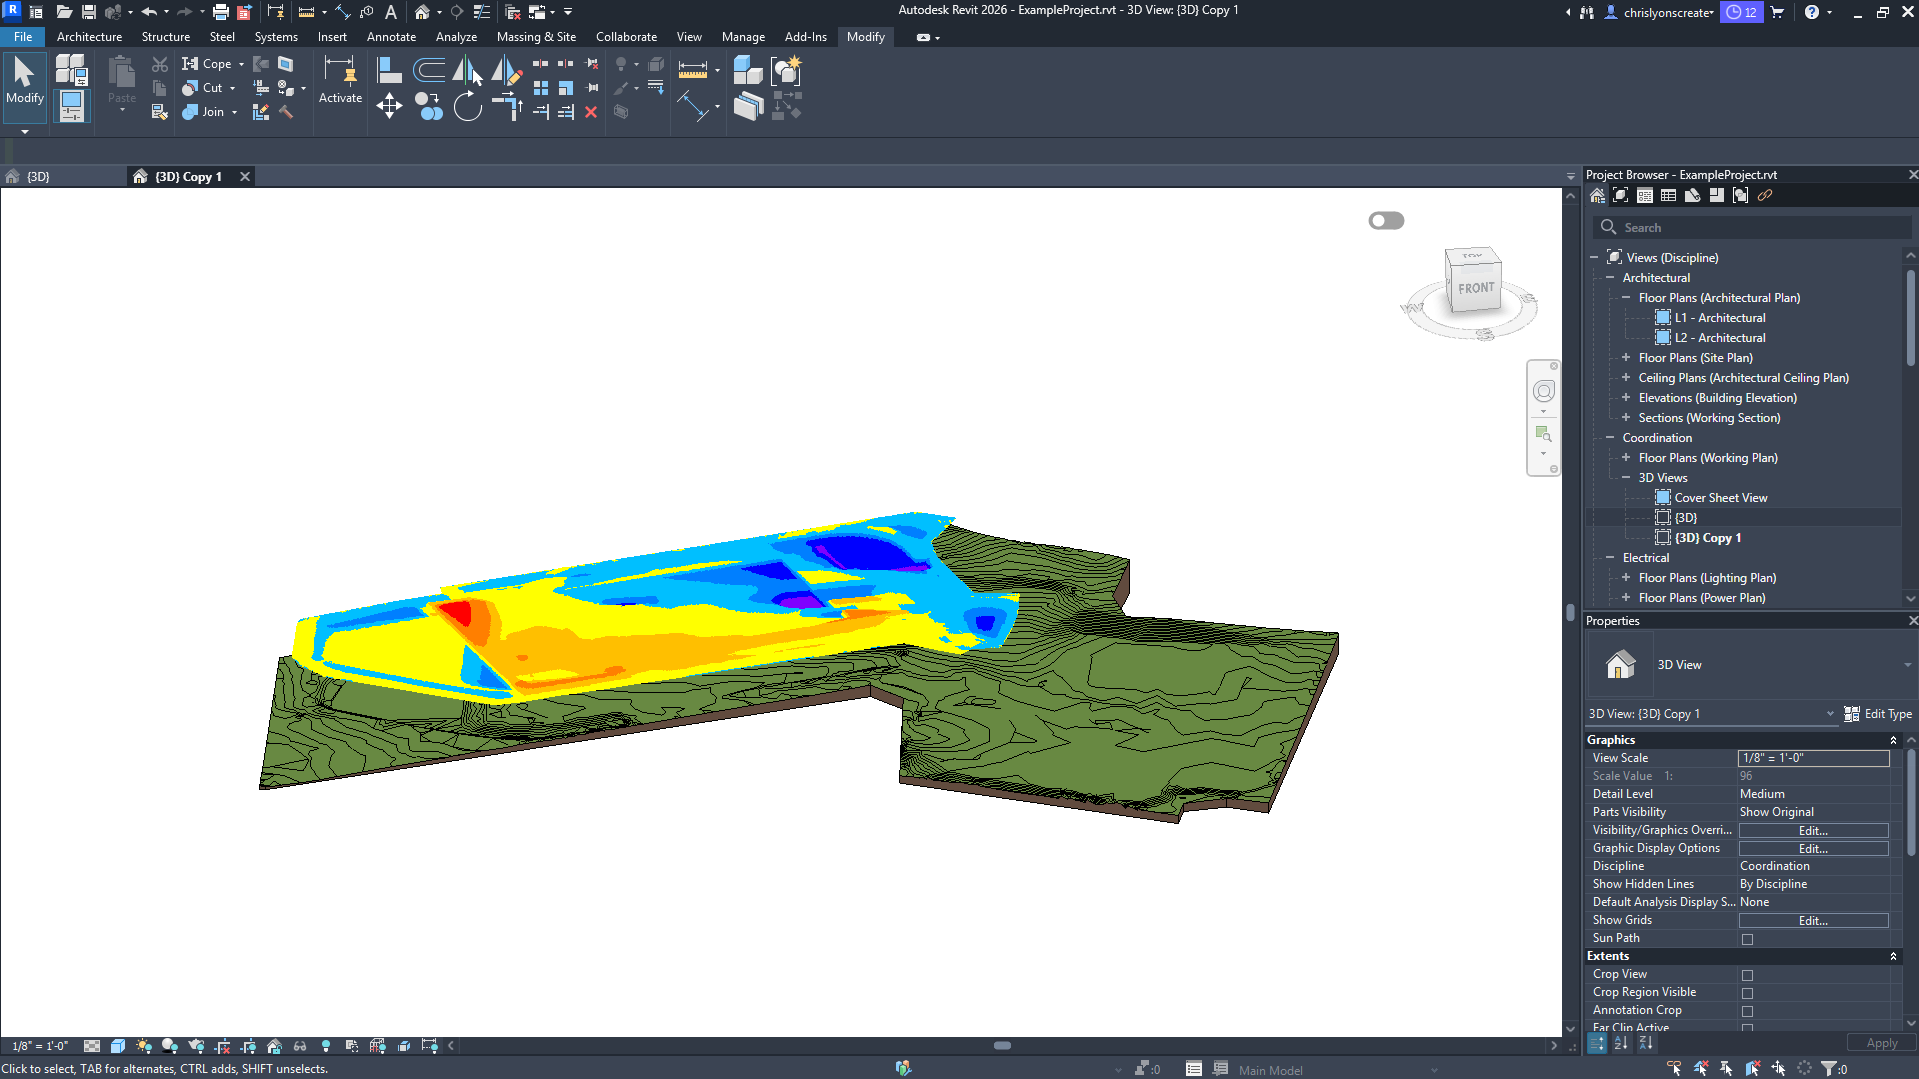 Autodesk Revit 2026 - ExampleProject.rvt - 3D View: {3D} Copy 1
chrislyonscreate
12
File
Architecture
Structure
Steel
Systems
Insert
Annotate
Analyze
Massing & Site
Collaborate
View
Manage
Add-Ins
Modify
Modify
Paste
Cope
Cut
Join
Activate
{3D}
{3D} Copy 1
TOP
FRONT
W
S
Project Browser - ExampleProject.rvt
Search
Views (Discipline)
Architectural
Floor Plans (Architectural Plan)
L1 - Architectural
L2 - Architectural
Floor Plans (Site Plan)
Ceiling Plans (Architectural Ceiling Plan)
Elevations (Building Elevation)
Sections (Working Section)
Coordination
Floor Plans (Working Plan)
3D Views
Cover Sheet View
{3D}
{3D} Copy 1
Electrical
Floor Plans (Lighting Plan)
Floor Plans (Power Plan)
Properties
3D View
3D View: {3D} Copy 1
Edit Type
Graphics
View Scale 1/8" = 1'-0"
Scale Value 1: 96
Detail Level Medium
Parts Visibility Show Original
Visibility/Graphics Overri... Edit...
Graphic Display Options Edit...
Discipline Coordination
Show Hidden Lines By Discipline
Default Analysis Display S... None
Show Grids Edit...
Sun Path
Extents
Crop View
Crop Region Visible
Annotation Crop
Far Clip Active
Apply
1/8" = 1'-0"
Click to select, TAB for alternates, CTRL adds, SHIFT unselects.
:0
Main Model
:0